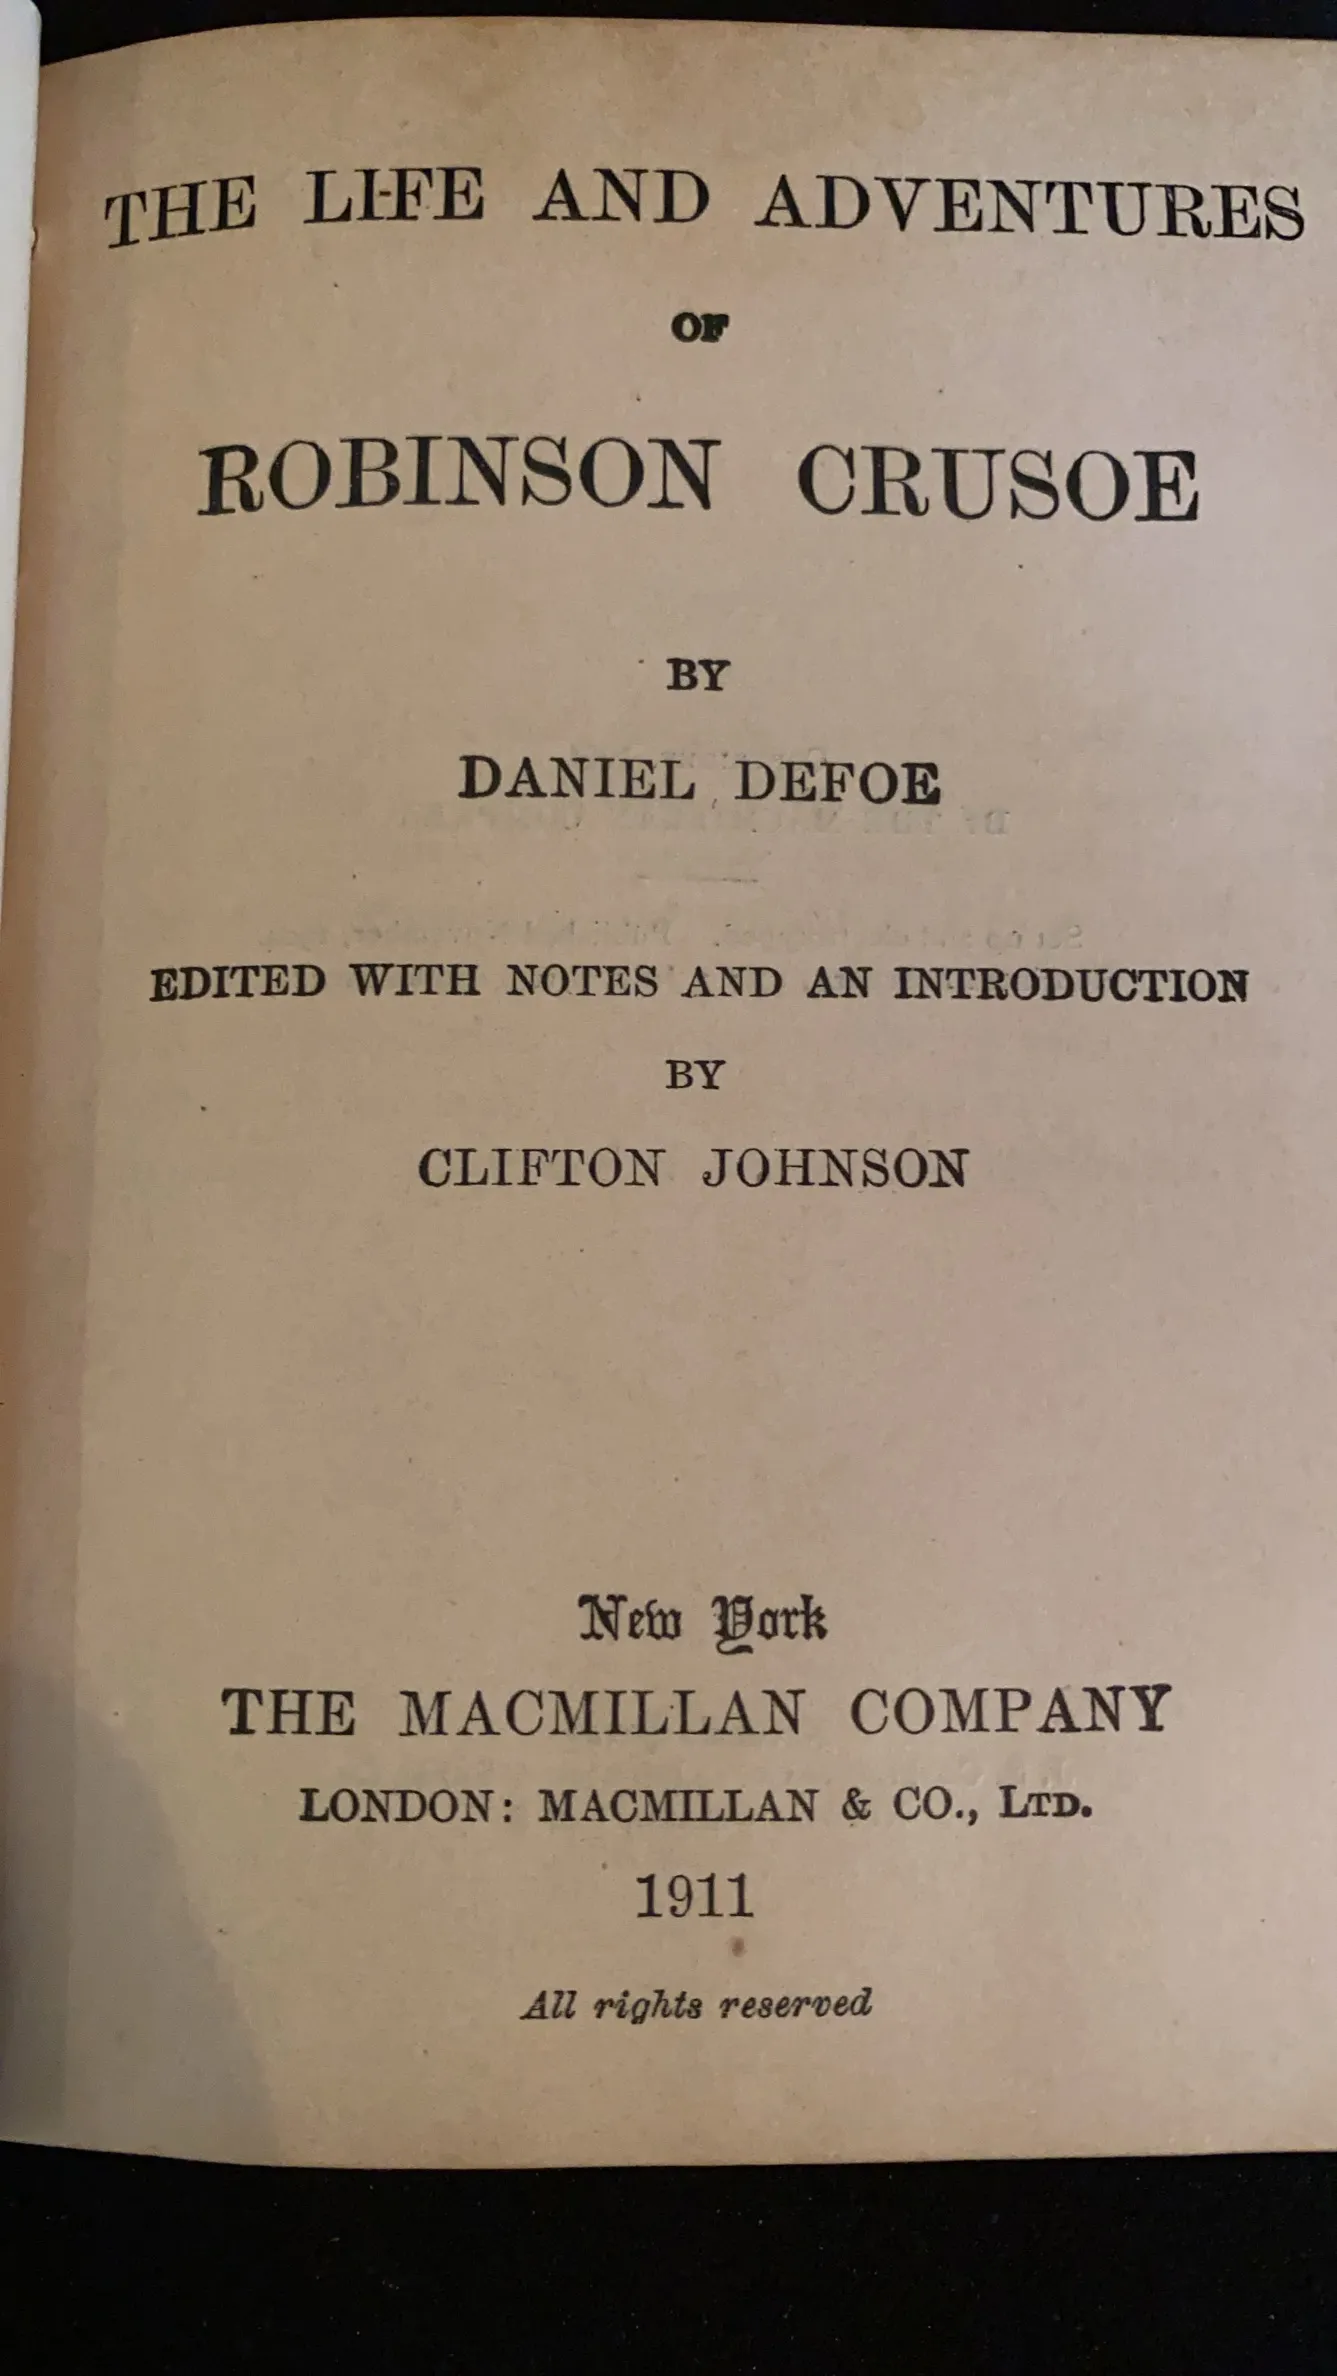 THE LIFE AND ADVENTURES
OF
ROBINSON CRUSOE
BY
DANIEL DEFOE
EDITED WITH NOTES AND AN INTRODUCTION
BY
CLIFTON JOHNSON
New York
THE MACMILLAN COMPANY
LONDON: MACMILLAN & CO., LTD.
1911
All rights reserved